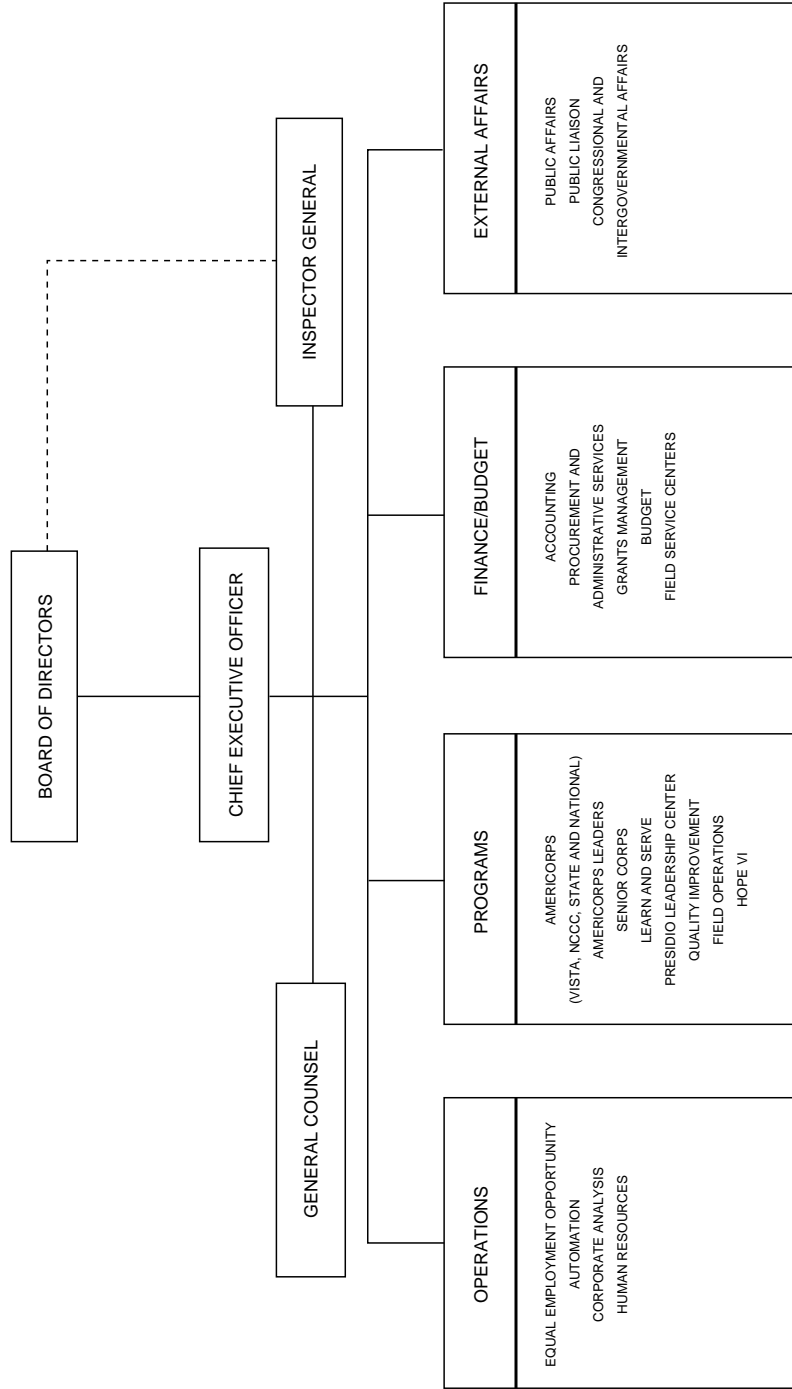 BOARD OF DIRECTORS
CHIEF EXECUTIVE OFFICER
GENERAL COUNSEL
INSPECTOR GENERAL
OPERATIONS
EQUAL EMPLOYMENT OPPORTUNITY
AUTOMATION
CORPORATE ANALYSIS
HUMAN RESOURCES
PROGRAMS
AMERICORPS
(VISTA, NCCC, STATE AND NATIONAL)
AMERICORPS LEADERS
SENIOR CORPS
LEARN AND SERVE
PRESIDIO LEADERSHIP CENTER
QUALITY IMPROVEMENT
FIELD OPERATIONS
HOPE VI
FINANCE/BUDGET
ACCOUNTING
PROCUREMENT AND
ADMINISTRATIVE SERVICES
GRANTS MANAGEMENT
BUDGET
FIELD SERVICE CENTERS
EXTERNAL AFFAIRS
PUBLIC AFFAIRS
PUBLIC LIAISON
CONGRESSIONAL AND
INTERGOVERNMENTAL AFFAIRS